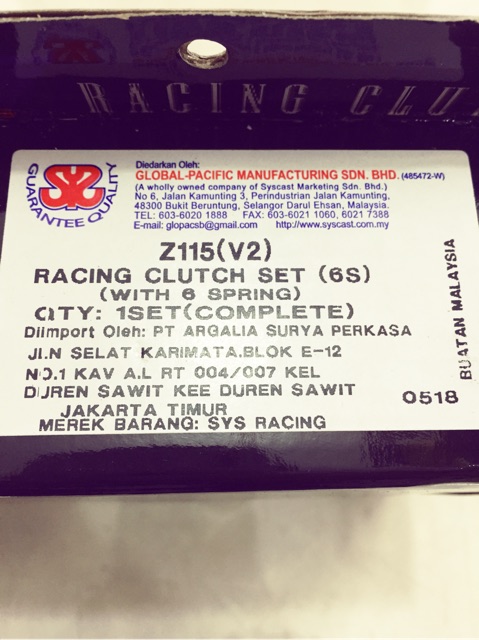 RACING CLU
GUARANTEE QUALITY
Diedarkan Oleh:
GLOBAL-PACIFIC MANUFACTURING SDN. BHD. (485472-W)
(A wholly owned company of Syscast Marketing Sdn. Bhd.)
No 6, Jalan Kamunting 3, Perindustrian Jalan Kamunting,
48300 Bukit Beruntung, Selangor Darul Ehsan, Malaysia.
TEL: 603-6020 1888 FAX: 603-6021 1060, 6021 7388
E-mail: glopacsb@gmail.com http://www.syscast.com.my
Z115(V2)
RACING CLUTCH SET (6S)
(WITH 6 SPRING)
QTY: 1SET(COMPLETE)
Diimport Oleh: PT ARGALIA SURYA PERKASA
JLN SELAT KARIMATA.BLOK E-12
NO.1 KAV A.L RT 004/007 KEL
DUREN SAWIT KEE DUREN SAWIT
JAKARTA TIMUR
MEREK BARANG: SYS RACING
0518
BUATAN MALAYSIA